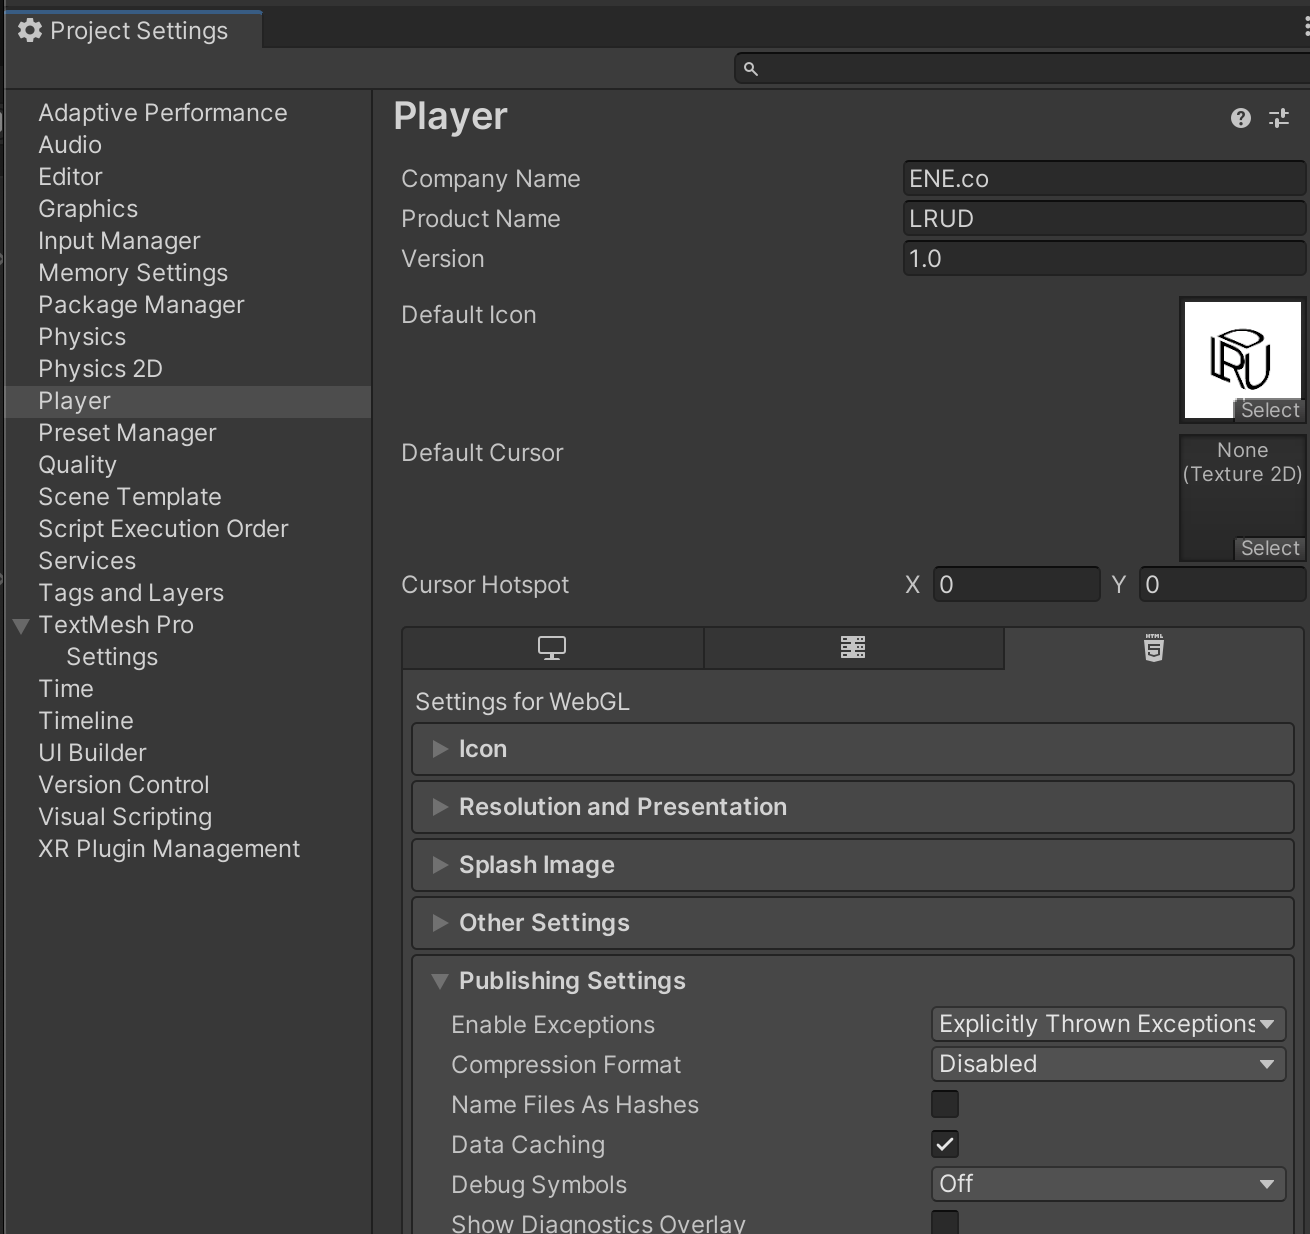 Project Settings
Adaptive Performance
Audio
Editor
Graphics
Input Manager
Memory Settings
Package Manager
Physics
Physics 2D
Player
Preset Manager
Quality
Scene Template
Script Execution Order
Services
Tags and Layers
TextMesh Pro
Settings
Time
Timeline
UI Builder
Version Control
Visual Scripting
XR Plugin Management
Player
Company Name ENE.co
Product Name LRUD
Version 1.0
Default Icon
Select
Default Cursor
None
(Texture 2D)
Select
Cursor Hotspot X 0 Y 0
HTML
5
Settings for WebGL
Icon
Resolution and Presentation
Splash Image
Other Settings
Publishing Settings
Enable Exceptions Explicitly Thrown Exceptions
Compression Format Disabled
Name Files As Hashes
Data Caching
Debug Symbols Off
Show Diagnostics Overlay